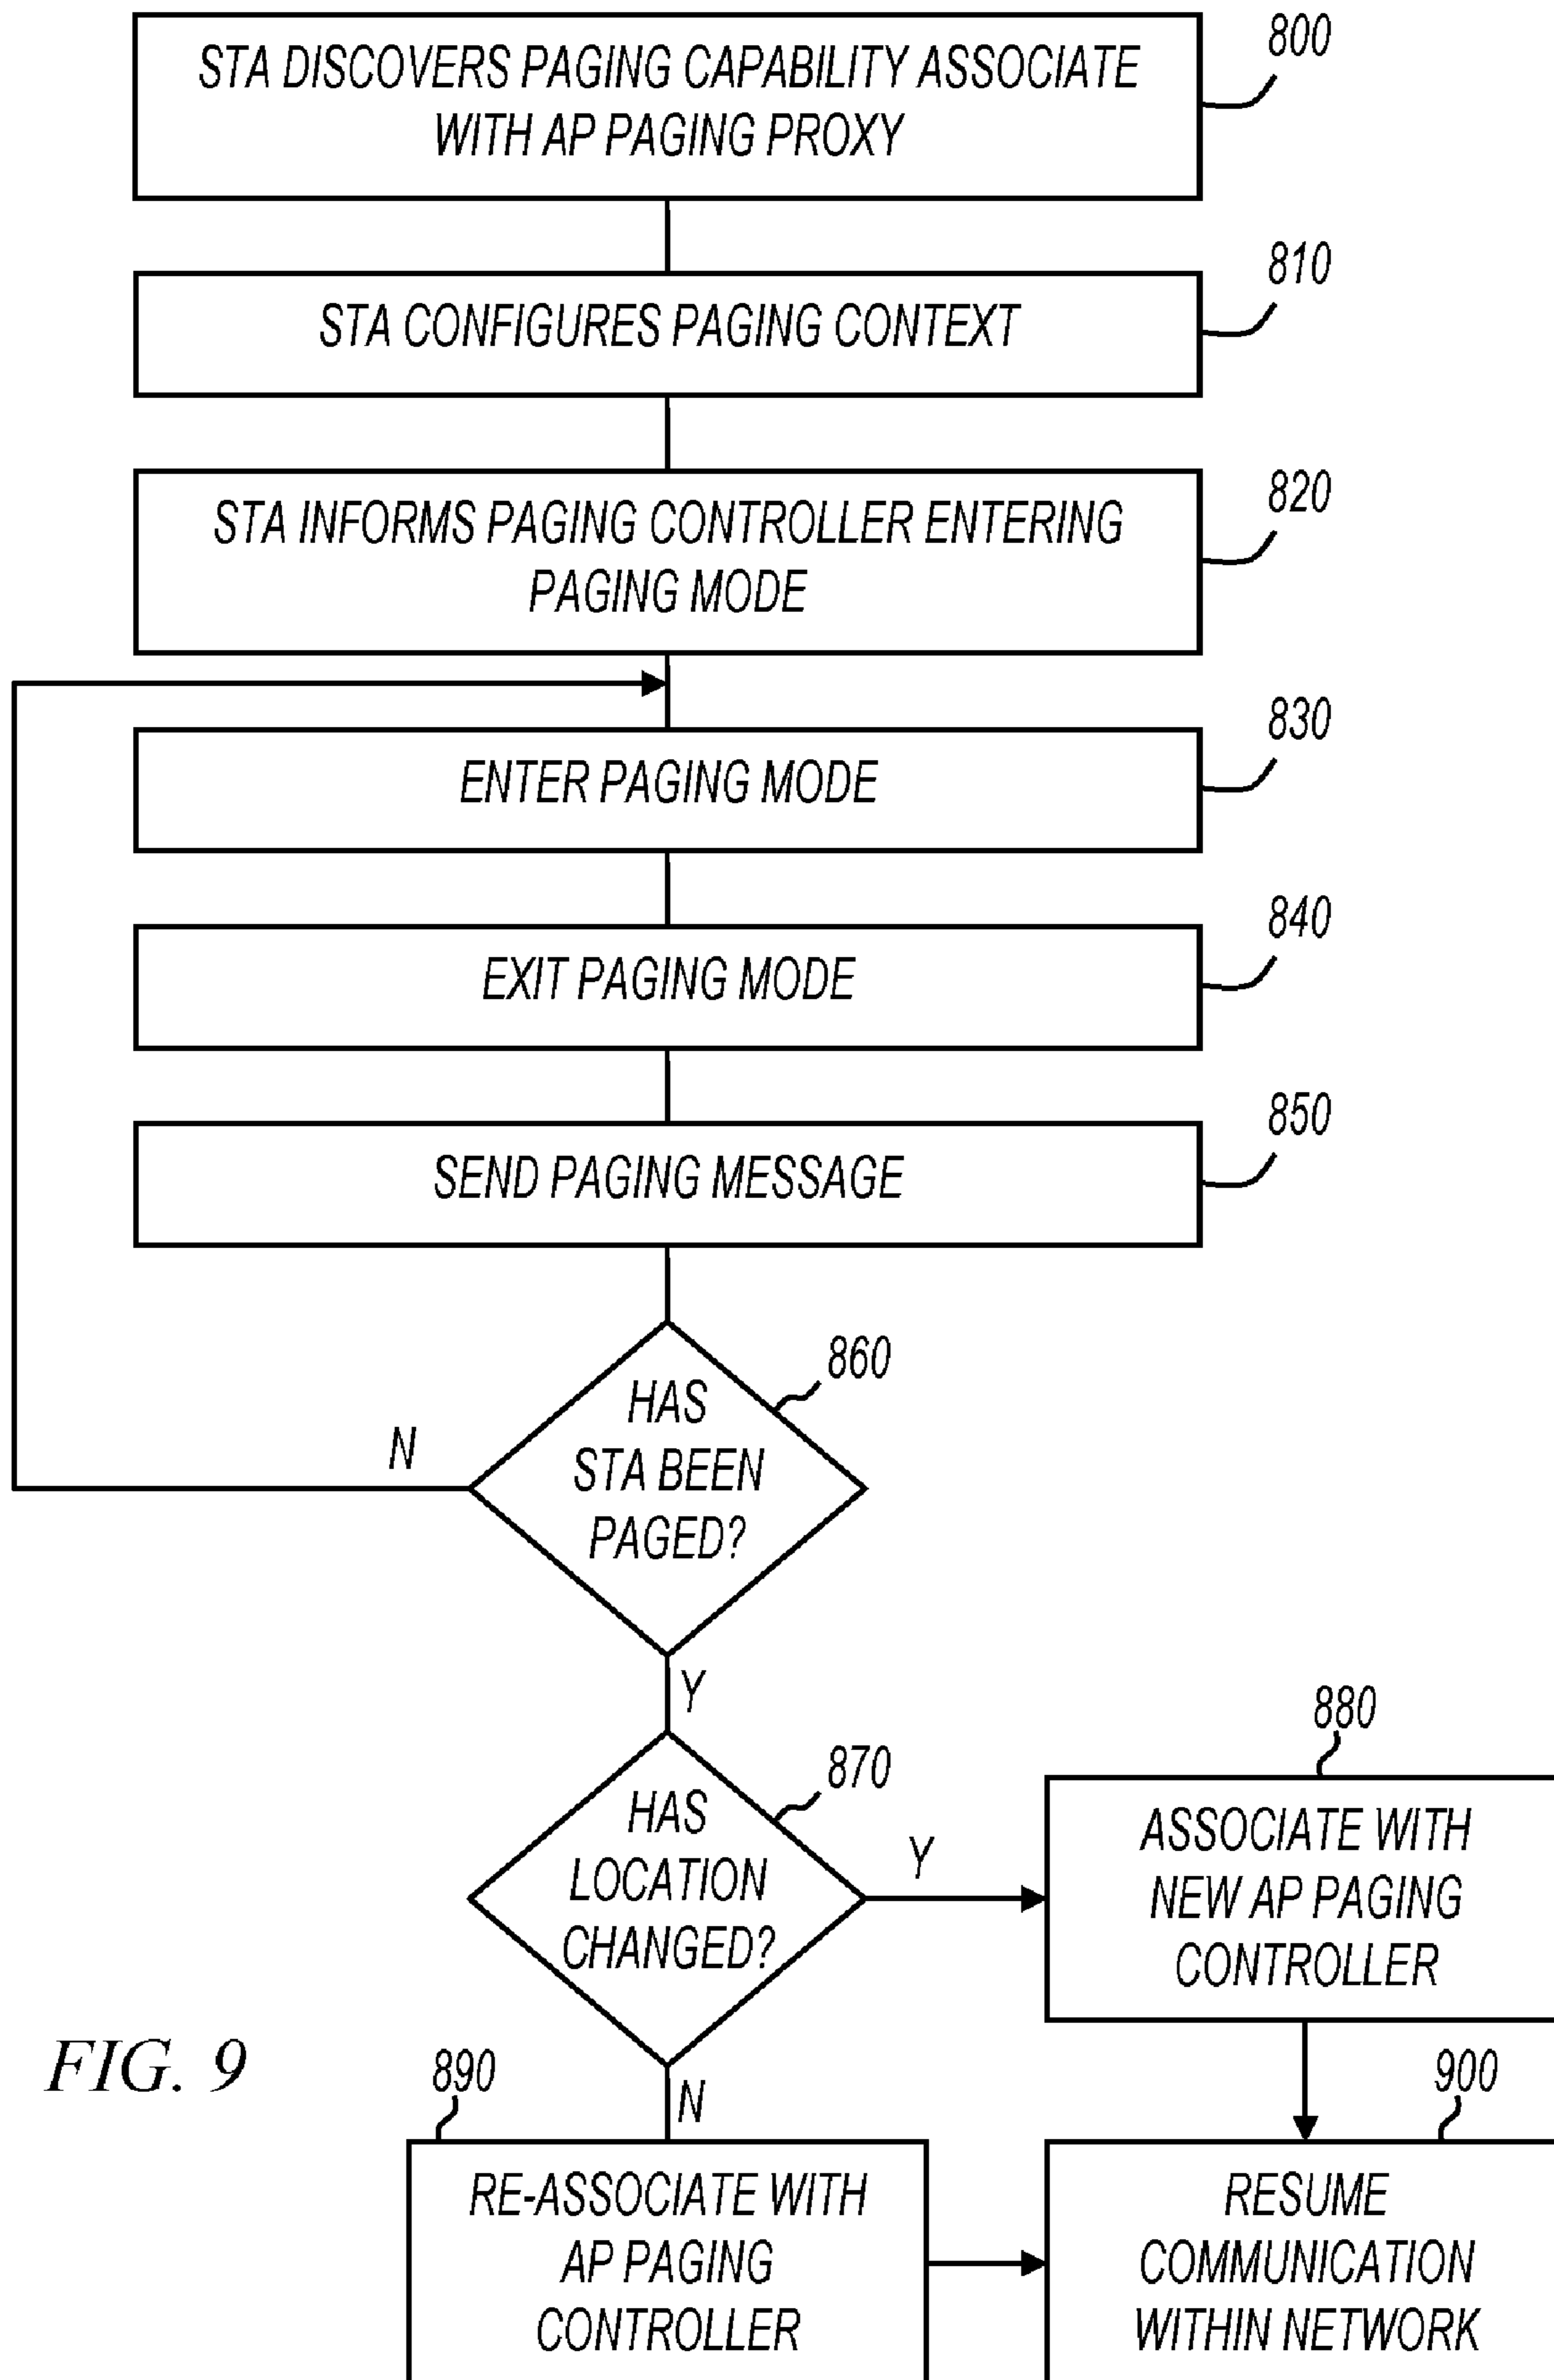 800
STA DISCOVERS PAGING CAPABILITY ASSOCIATE
WITH AP PAGING PROXY
810
STA CONFIGURES PAGING CONTEXT
820
STA INFORMS PAGING CONTROLLER ENTERING
PAGING MODE
830
ENTER PAGING MODE
840
EXIT PAGING MODE
850
SEND PAGING MESSAGE
860
HAS
STA BEEN
PAGED?
N
Y
870
HAS
LOCATION
CHANGED?
Y
N
880
ASSOCIATE WITH
NEW AP PAGING
CONTROLLER
FIG. 9
890
RE-ASSOCIATE WITH
AP PAGING
CONTROLLER
900
RESUME
COMMUNICATION
WITHIN NETWORK